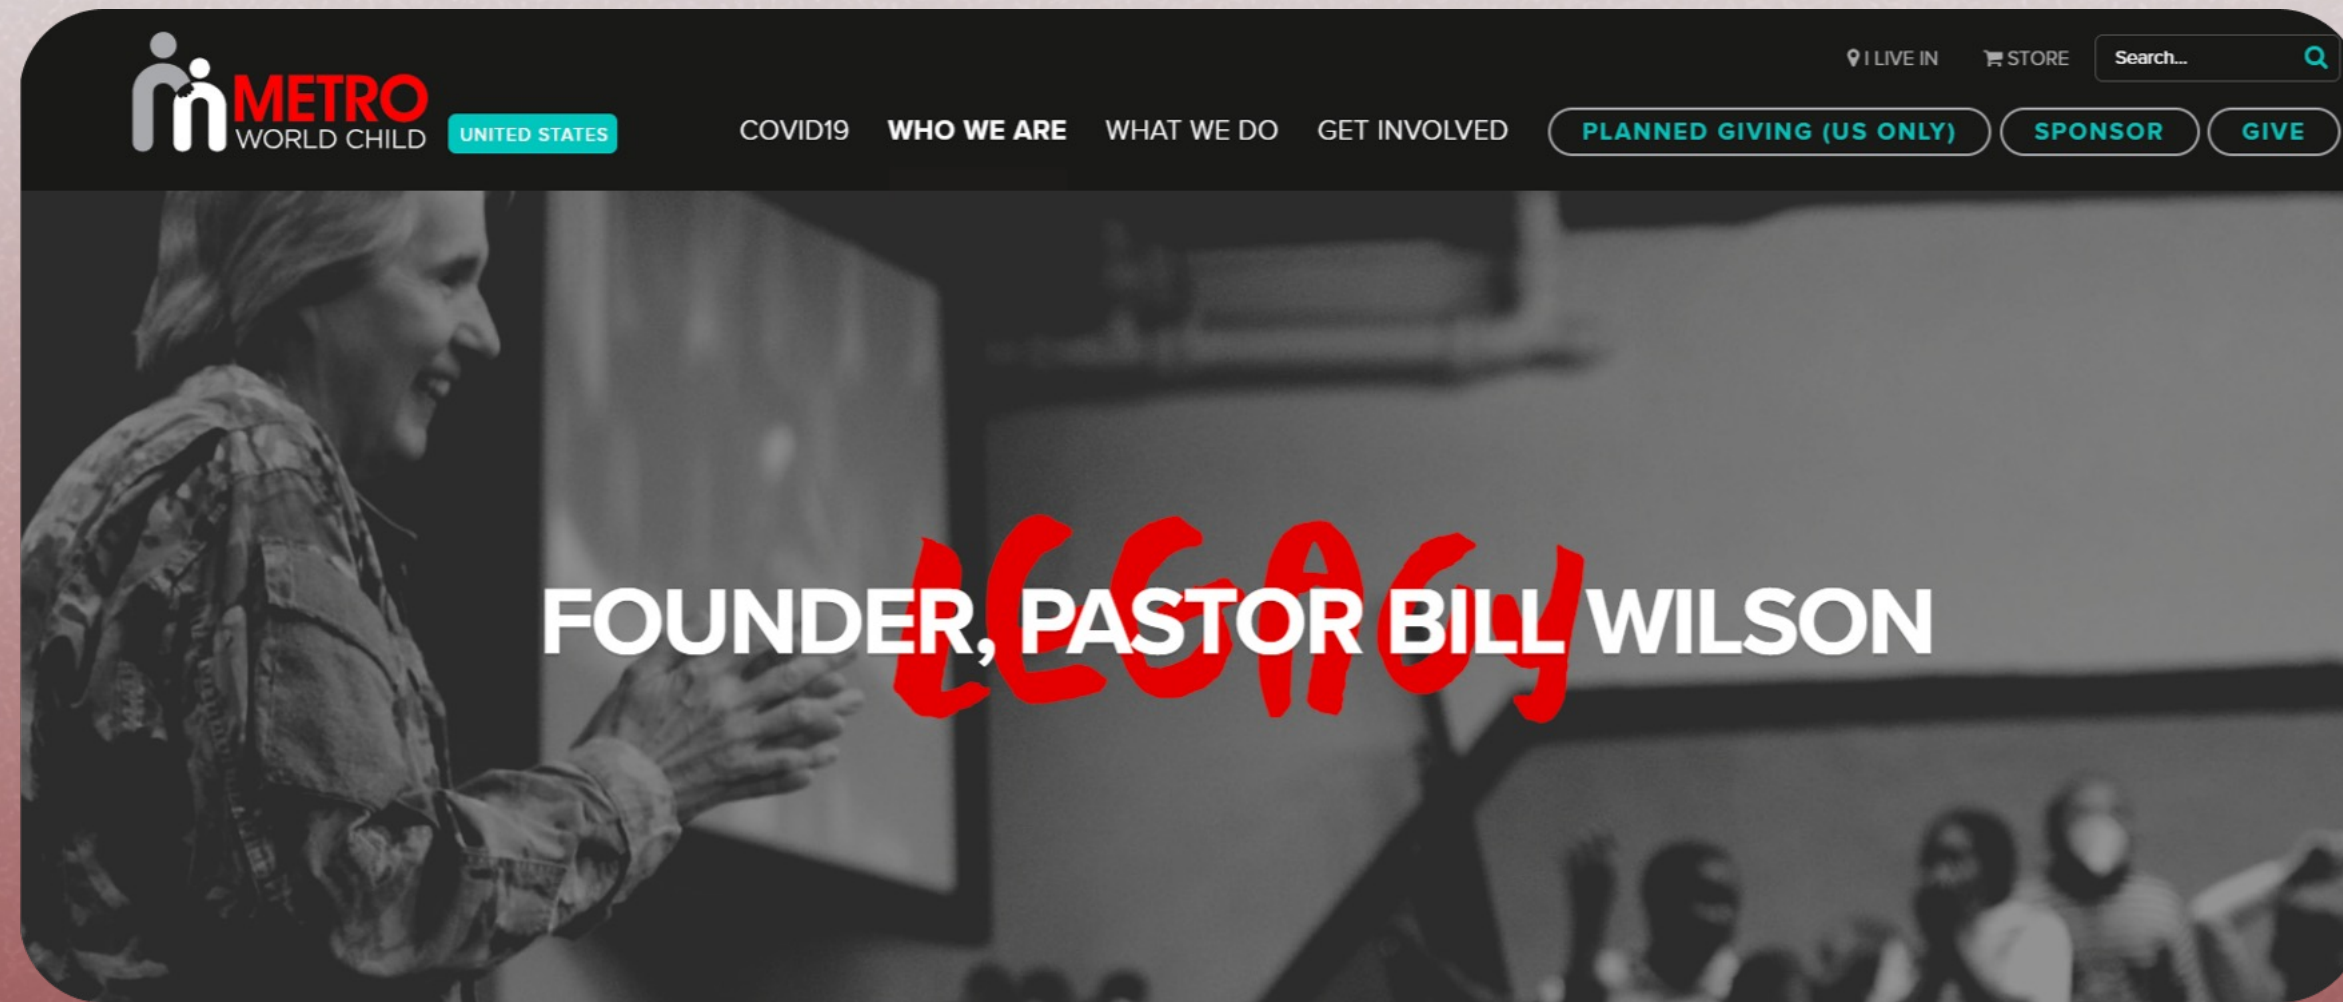 I LIVE IN
STORE
Search...
METRO
WORLD CHILD
UNITED STATES
COVID19
WHO WE ARE
WHAT WE DO
GET INVOLVED
PLANNED GIVING (US ONLY)
SPONSOR
GIVE
LEGACY
FOUNDER, PASTOR BILL WILSON